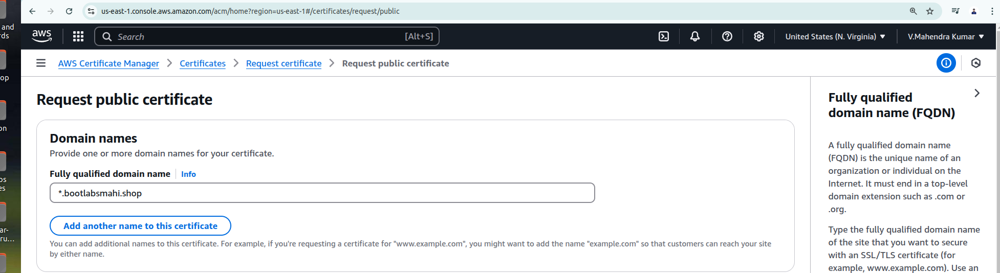 us-east-1.console.aws.amazon.com/acm/home?region=us-east-1#/certificates/request/public
and
rds
op
on
os
es
ar-
ru...
aws
Search [Alt+S]
United States (N. Virginia) V.Mahendra Kumar
AWS Certificate Manager > Certificates > Request certificate > Request public certificate
Request public certificate
Domain names
Provide one or more domain names for your certificate.
Fully qualified domain name Info
*.bootlabsmahi.shop
Add another name to this certificate
You can add additional names to this certificate. For example, if you're requesting a certificate for "www.example.com", you might want to add the name "example.com" so that customers can reach your site
by either name.
Fully qualified
domain name (FQDN)
A fully qualified domain name
(FQDN) is the unique name of an
organization or individual on the
Internet. It must end in a top-level
domain extension such as .com or
.org.
Type the fully qualified domain name
of the site that you want to secure
with an SSL/TLS certificate (for
example, www.example.com). Use an